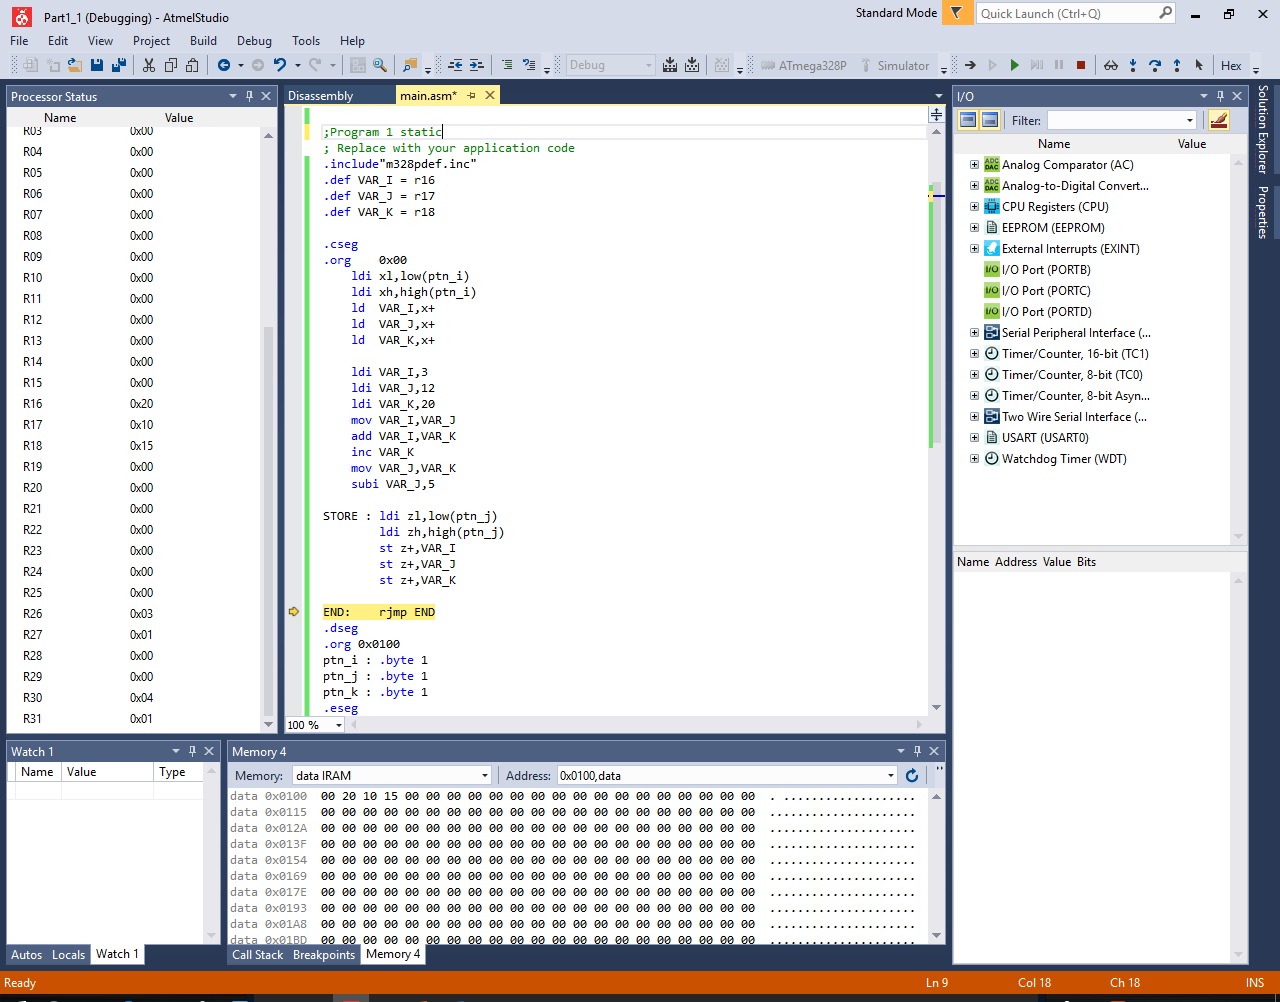 Part1_1 (Debugging) - AtmelStudio
Standard Mode
Quick Launch (Ctrl+Q)
File Edit View Project Build Debug Tools Help
Debug ATmega328P Simulator Hex
Processor Status
Name Value
R03 0x00
R04 0x00
R05 0x00
R06 0x00
R07 0x00
R08 0x00
R09 0x00
R10 0x00
R11 0x00
R12 0x00
R13 0x00
R14 0x00
R15 0x00
R16 0x20
R17 0x10
R18 0x15
R19 0x00
R20 0x00
R21 0x00
R22 0x00
R23 0x00
R24 0x00
R25 0x00
R26 0x03
R27 0x01
R28 0x00
R29 0x00
R30 0x04
R31 0x01
Disassembly main.asm*
;Program 1 static
; Replace with your application code
.include"m328pdef.inc"
.def VAR_I = r16
.def VAR_J = r17
.def VAR_K = r18
.cseg
.org 0x00
ldi xl,low(ptn_i)
ldi xh,high(ptn_i)
ld VAR_I,x+
ld VAR_J,x+
ld VAR_K,x+
ldi VAR_I,3
ldi VAR_J,12
ldi VAR_K,20
mov VAR_I,VAR_J
add VAR_I,VAR_K
inc VAR_K
mov VAR_J,VAR_K
subi VAR_J,5
STORE : ldi zl,low(ptn_j)
ldi zh,high(ptn_j)
st z+,VAR_I
st z+,VAR_J
st z+,VAR_K
END: rjmp END
.dseg
.org 0x0100
ptn_i : .byte 1
ptn_j : .byte 1
ptn_k : .byte 1
.eseg
100 %
I/O
Filter:
Name Value
ADC DAC Analog Comparator (AC)
ADC DAC Analog-to-Digital Convert...
CPU Registers (CPU)
EEPROM (EEPROM)
External Interrupts (EXINT)
I/O I/O Port (PORTB)
I/O I/O Port (PORTC)
I/O I/O Port (PORTD)
Serial Peripheral Interface (...
Timer/Counter, 16-bit (TC1)
Timer/Counter, 8-bit (TC0)
Timer/Counter, 8-bit Asyn...
Two Wire Serial Interface (...
USART (USART0)
Watchdog Timer (WDT)
Name Address Value Bits
Solution Explorer
Properties
Watch 1
Name Value Type
Autos Locals Watch 1
Memory 4
Memory: data IRAM Address: 0x0100,data
data 0x0100 00 20 10 15 00 00 00 00 00 00 00 00 00 00 00 00 00 00 00 00 00 . ...................
data 0x0115 00 00 00 00 00 00 00 00 00 00 00 00 00 00 00 00 00 00 00 00 00 .....................
data 0x012A 00 00 00 00 00 00 00 00 00 00 00 00 00 00 00 00 00 00 00 00 00 .....................
data 0x013F 00 00 00 00 00 00 00 00 00 00 00 00 00 00 00 00 00 00 00 00 00 .....................
data 0x0154 00 00 00 00 00 00 00 00 00 00 00 00 00 00 00 00 00 00 00 00 00 .....................
data 0x0169 00 00 00 00 00 00 00 00 00 00 00 00 00 00 00 00 00 00 00 00 00 .....................
data 0x017E 00 00 00 00 00 00 00 00 00 00 00 00 00 00 00 00 00 00 00 00 00 .....................
data 0x0193 00 00 00 00 00 00 00 00 00 00 00 00 00 00 00 00 00 00 00 00 00 .....................
data 0x01A8 00 00 00 00 00 00 00 00 00 00 00 00 00 00 00 00 00 00 00 00 00 .....................
data 0x01BD 00 00 00 00 00 00 00 00 00 00 00 00 00 00 00 00 00 00 00 00 00 .....................
Call Stack Breakpoints Memory 4
Ready Ln 9 Col 18 Ch 18 INS